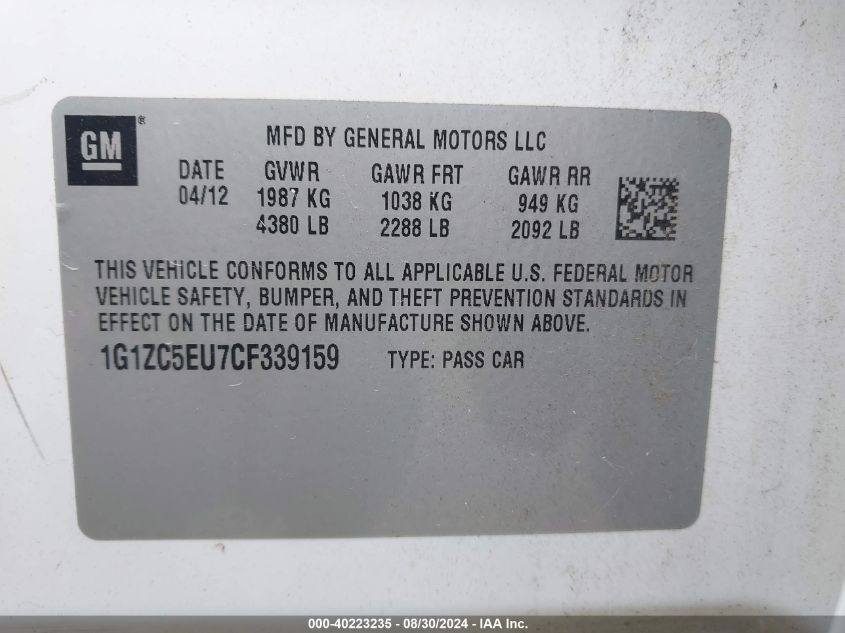 GM®
MFD BY GENERAL MOTORS LLC
DATE GVWR GAWR FRT GAWR RR
04/12 1987 KG 1038 KG 949 KG
4380 LB 2288 LB 2092 LB
THIS VEHICLE CONFORMS TO ALL APPLICABLE U.S. FEDERAL MOTOR
VEHICLE SAFETY, BUMPER, AND THEFT PREVENTION STANDARDS IN
EFFECT ON THE DATE OF MANUFACTURE SHOWN ABOVE.
1G1ZC5EU7CF339159 TYPE: PASS CAR
000-40223235 - 08/30/2024 - IAA Inc.